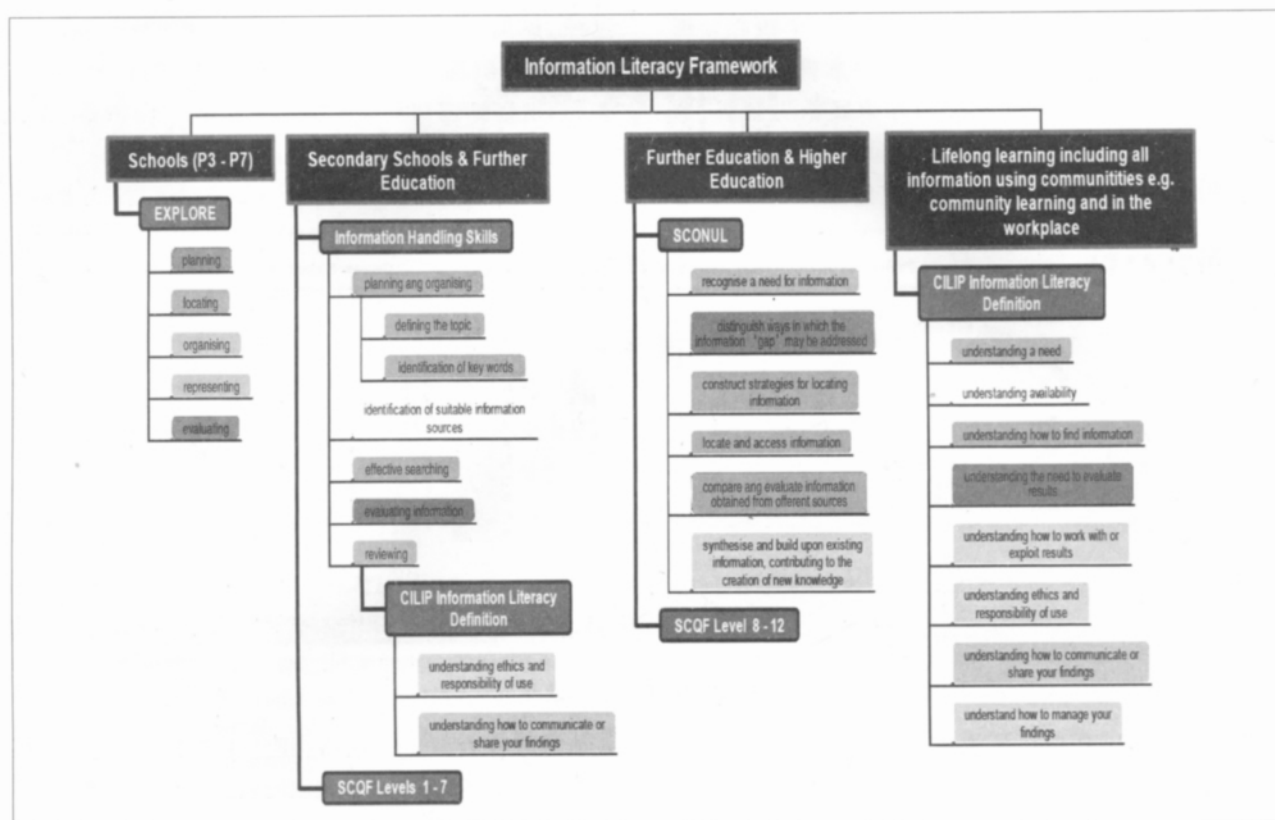 Information Literacy Framework
Schools (P3 - P7)
EXPLORE
planning
locating
organising
representing
evaluating
Secondary Schools & Further
Education
Information Handling Skills
planning ang organising
defining the topic
identification of key words
identification of suitable information
sources
effective searching
evaluating information
reviewing
CILIP Information Literacy
Definition
understanding ethics and
responsibility of use
understanding how to communicate or
share your findings
SCQF Levels 1 - 7
Further Education & Higher
Education
SCONUL
recognise a need for information
distinguish ways in which the
information "gap" may be addressed
construct strategies for locating
information
locate and access information
compare ang evaluate information
obtained from offerent sources
synthesise and build upon existing
information, contributing to the
creation of new knowledge
SCQF Level 8 - 12
Lifelong learning including all
information using communitities e.g.
community learning and in the
workplace
CILIP Information Literacy
Definition
understanding a need
understanding availability
understanding how to find information
understanding the need to evaluate
results
understanding how to work with or
exploit results
understanding ethics and
responsibility of use
understanding how to communicate or
share your findings
understand how to manage your
findings